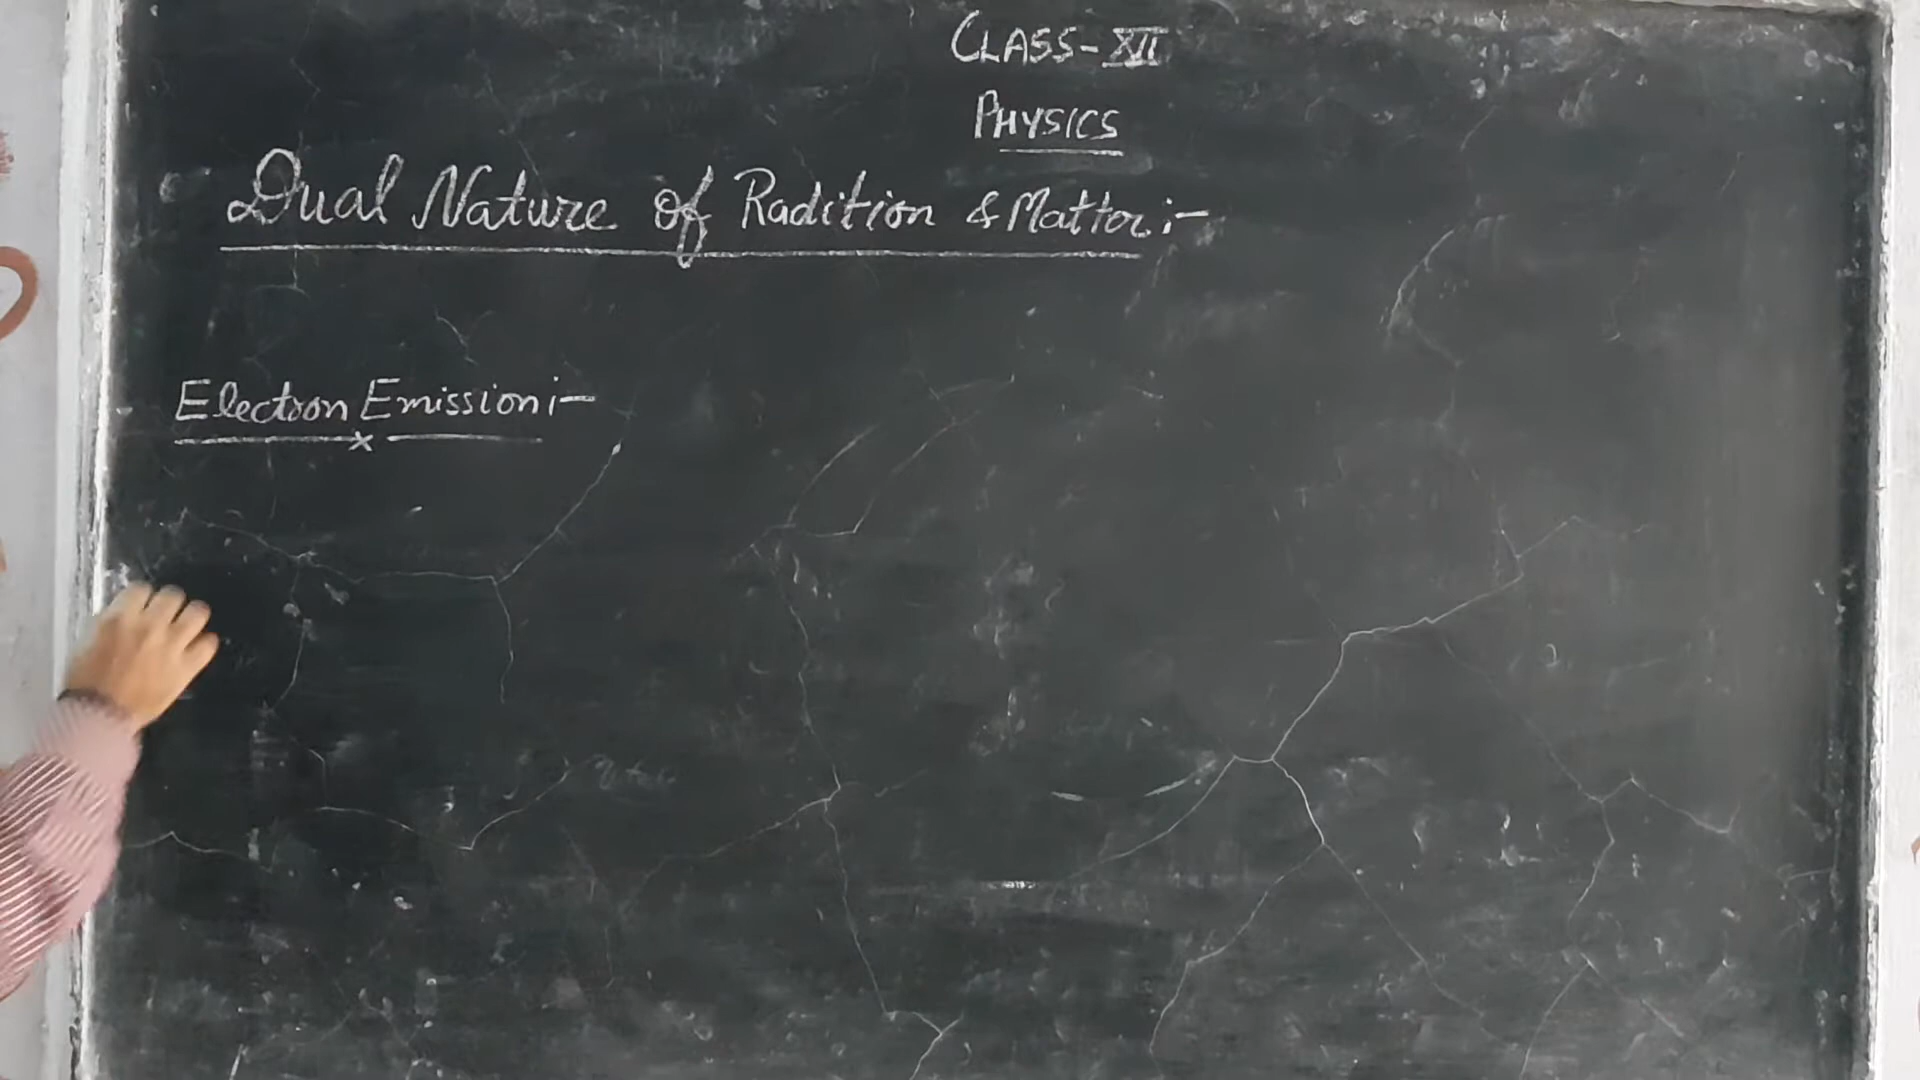 CLASS-XII
PHYSICS
Dual Nature of Radition & Matter:-
Electron Emission:-